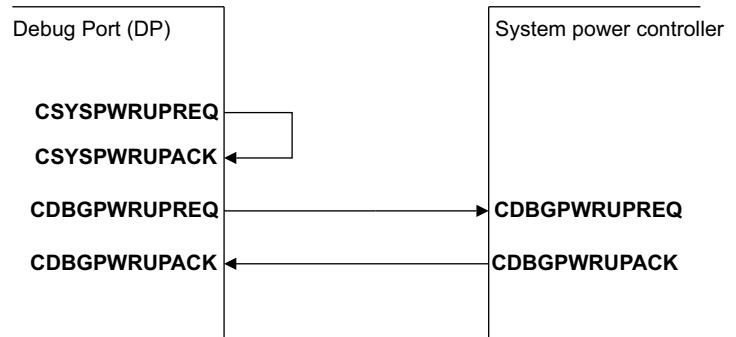 Debug Port (DP)
System power controller
CSYSPWRUPREQ
CSYSPWRUPACK
CDBGPWRUPREQ
CDBGPWRUPREQ
CDBGPWRUPACK
CDBGPWRUPACK